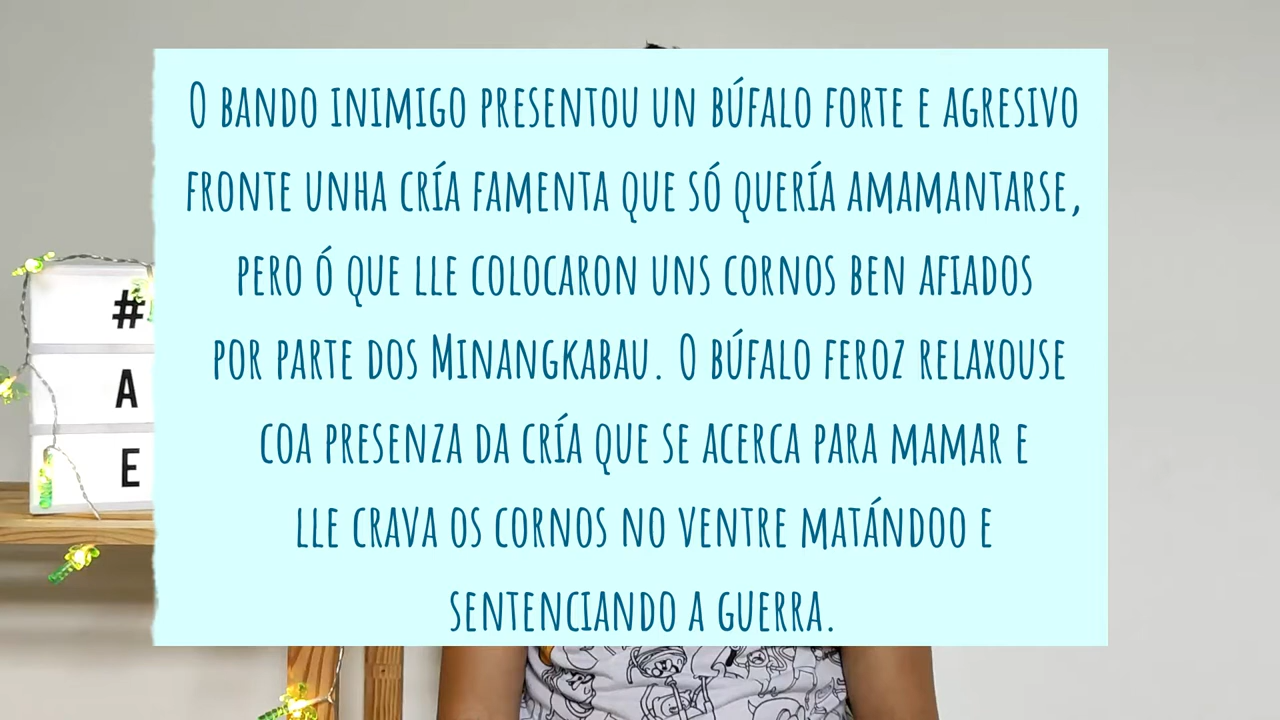 O BANDO INIMIGO PRESENTOU UN BÚFALO FORTE E AGRESIVO
FRONTE UNHA CRÍA FAMENTA QUE SÓ QUERÍA AMAMANTARSE,
PERO Ó QUE LLE COLOCARON UNS CORNOS BEN AFIADOS
POR PARTE DOS MINANGKABAU. O BÚFALO FEROZ RELAXOUSE
COA PRESENZA DA CRÍA QUE SE ACERCA PARA MAMAR E
LLE CRAVA OS CORNOS NO VENTRE MATÁNDOO E
SENTENCIANDO A GUERRA.
#
A
E